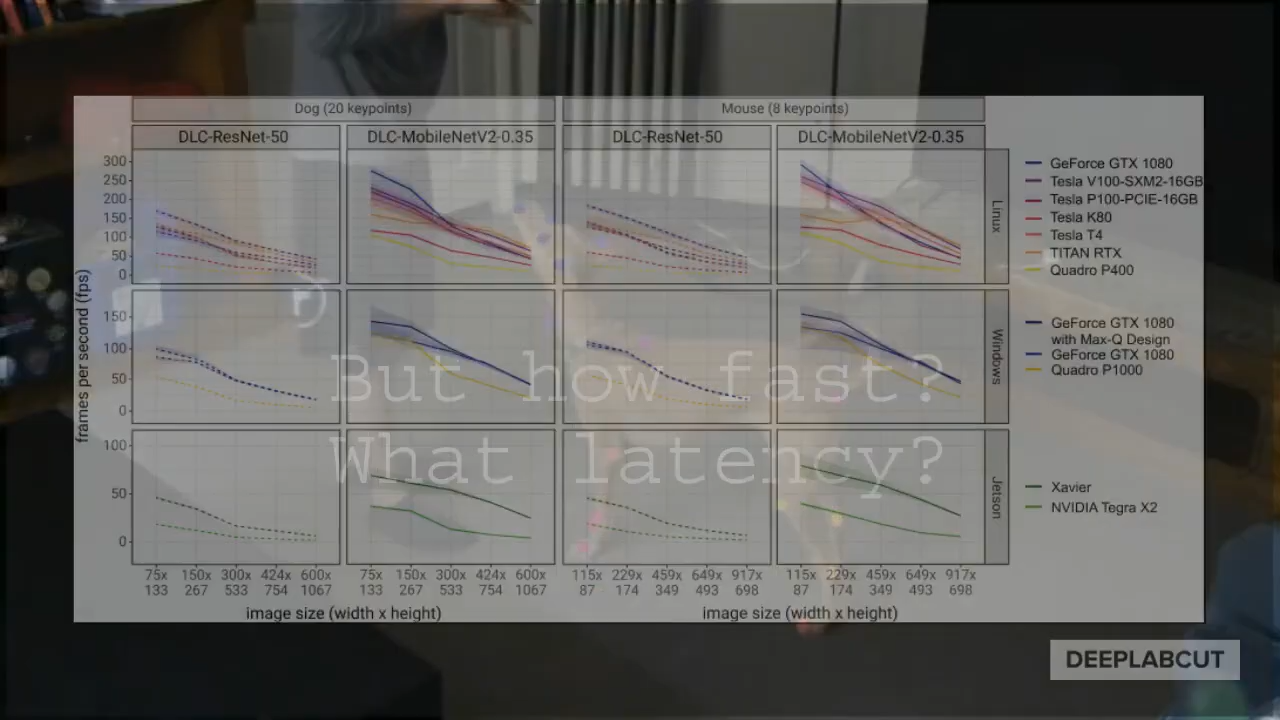 Dog (20 keypoints)
Mouse (8 keypoints)
DLC-ResNet-50
DLC-MobileNetV2-0.35
DLC-ResNet-50
DLC-MobileNetV2-0.35
frames per second (fps)
300
250
200
150
100
50
0
Linux
GeForce GTX 1080
Tesla V100-SXM2-16GB
Tesla P100-PCIE-16GB
Tesla K80
Tesla T4
TITAN RTX
Quadro P400
150
100
50
0
Windows
GeForce GTX 1080
with Max-Q Design
GeForce GTX 1080
Quadro P1000
But how fast?
What latency?
100
50
0
Jetson
Xavier
NVIDIA Tegra X2
75x 150x 300x 424x 600x
133 267 533 754 1067
75x 150x 300x 424x 600x
133 267 533 754 1067
115x 229x 459x 649x 917x
87 174 349 493 698
115x 229x 459x 649x 917x
87 174 349 493 698
image size (width x height)
image size (width x height)
DEEPLABCUT